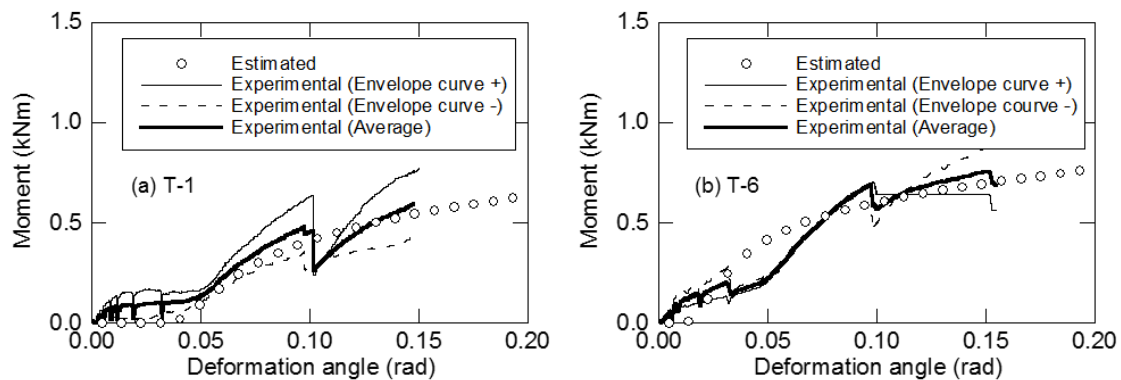 1.5
1.0
0.5
0.0
Moment (kNm)
Estimated
Experimental (Envelope curve +)
Experimental (Envelope curve -)
Experimental (Average)
(a) T-1
0.00 0.05 0.10 0.15 0.20
Deformation angle (rad)
1.5
1.0
0.5
0.0
Moment (kNm)
Estimated
Experimental (Envelope curve +)
Experimental (Envelope courve -)
Experimental (Average)
(b) T-6
0.00 0.05 0.10 0.15 0.20
Deformation angle (rad)